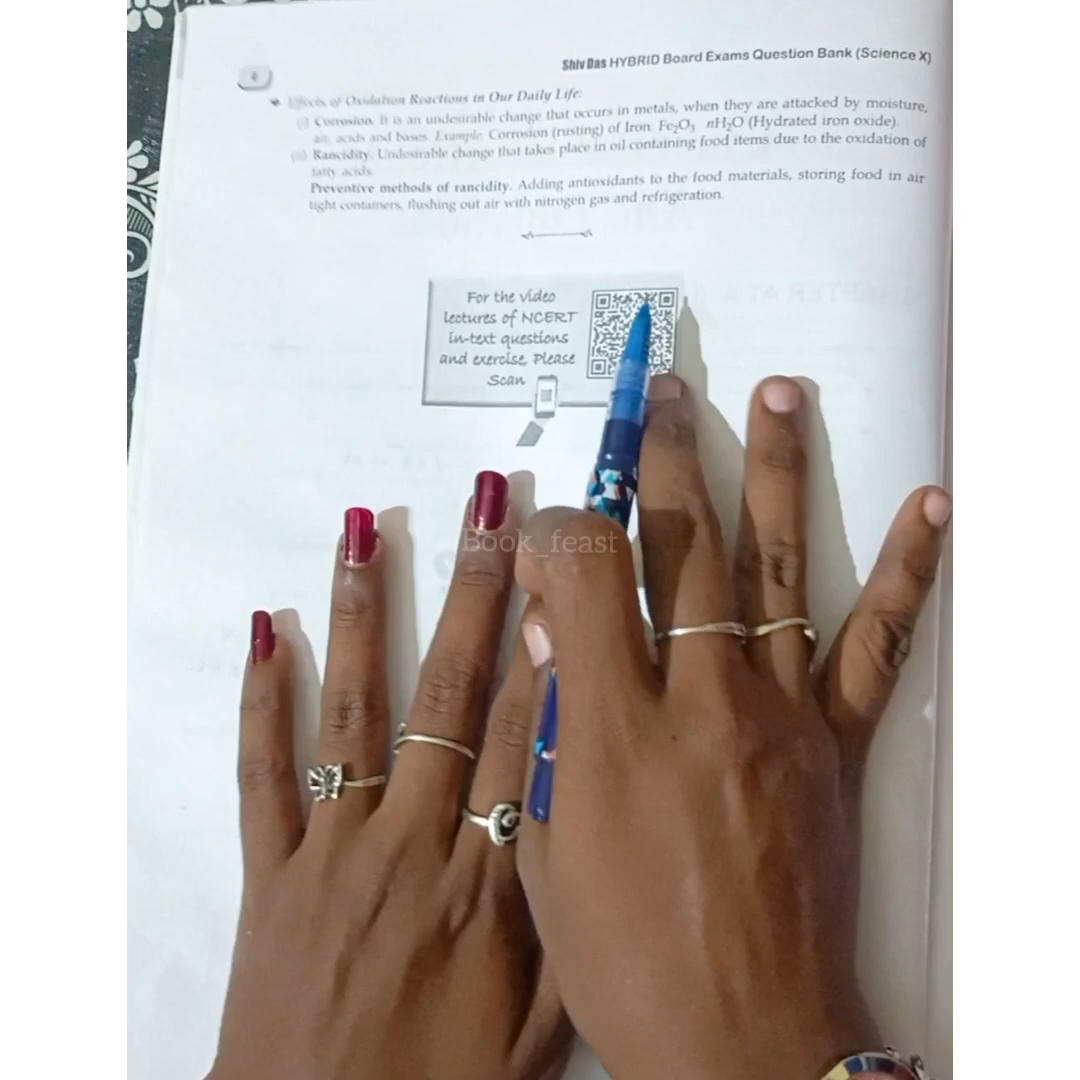 Shiv Das HYBRID Board Exams Question Bank (Science X)
Effects of Oxidation Reactions in Our Daily Life:
(i) Corrosion. It is an undesirable change that occurs in metals, when they are attacked by moisture,
air, acids and bases. Example: Corrosion (rusting) of Iron. Fe₂O₃ nH₂O (Hydrated iron oxide).
(ii) Rancidity. Undesirable change that takes place in oil containing food items due to the oxidation of
fatty acids.
Preventive methods of rancidity. Adding antioxidants to the food materials, storing food in air
tight containers, flushing out air with nitrogen gas and refrigeration.
For the video
lectures of NCERT
in-text questions
and exercise, Please
Scan
Book_feast